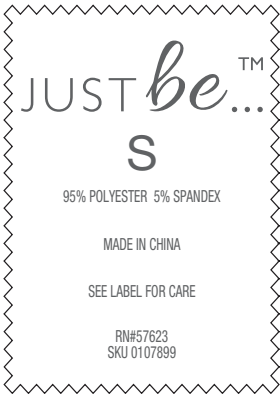 JUST be...™
S
95% POLYESTER 5% SPANDEX
MADE IN CHINA
SEE LABEL FOR CARE
RN#57623
SKU 0107899